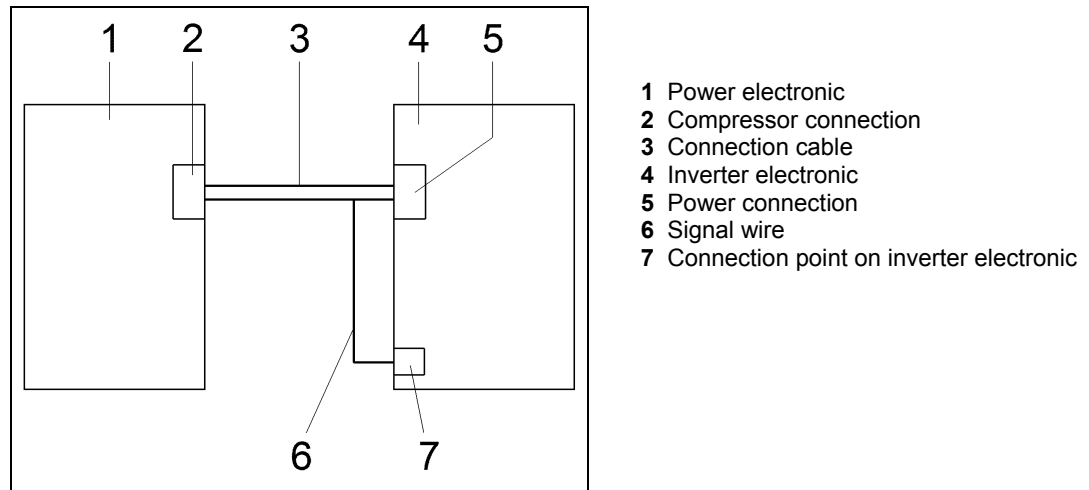 1 2 3 4 5
6 7
1 Power electronic
2 Compressor connection
3 Connection cable
4 Inverter electronic
5 Power connection
6 Signal wire
7 Connection point on inverter electronic